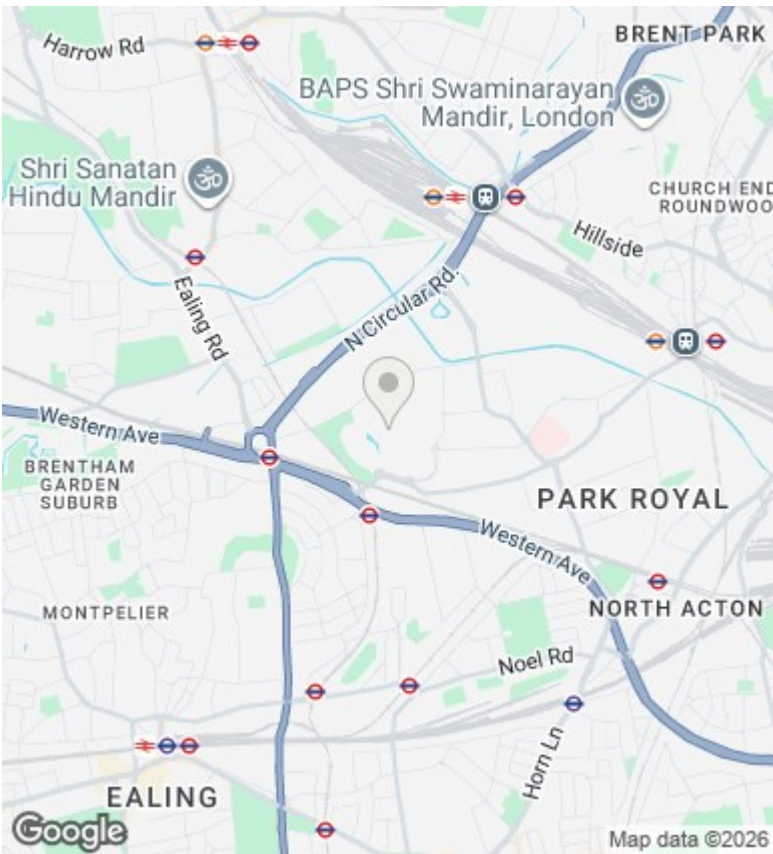 BRENT PARK
Harrow Rd
BAPS Shri Swaminarayan
Mandir, London
Shri Sanatan
Hindu Mandir
CHURCH END
ROUNDWOO
Hillside
Ealing Rd
N Circular Rd.
Western Ave
BRENTHAM
GARDEN
SUBURB
PARK ROYAL
Western Ave
NORTH ACTON
MONTPELIER
Noel Rd
Horn Ln
EALING
Google
Map data ©2026